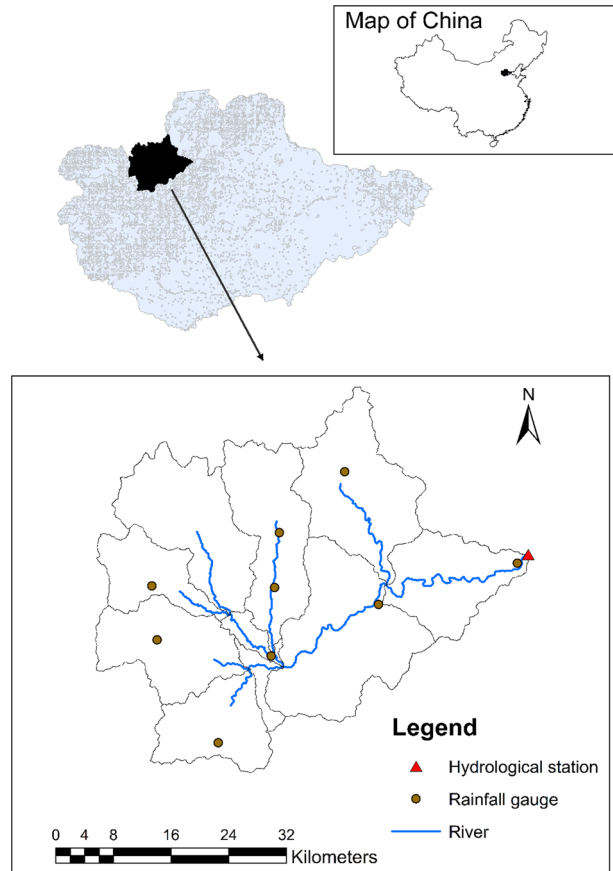 Map of China
N
Legend
Hydrological station
Rainfall gauge
River
0 4 8 16 24 32
Kilometers